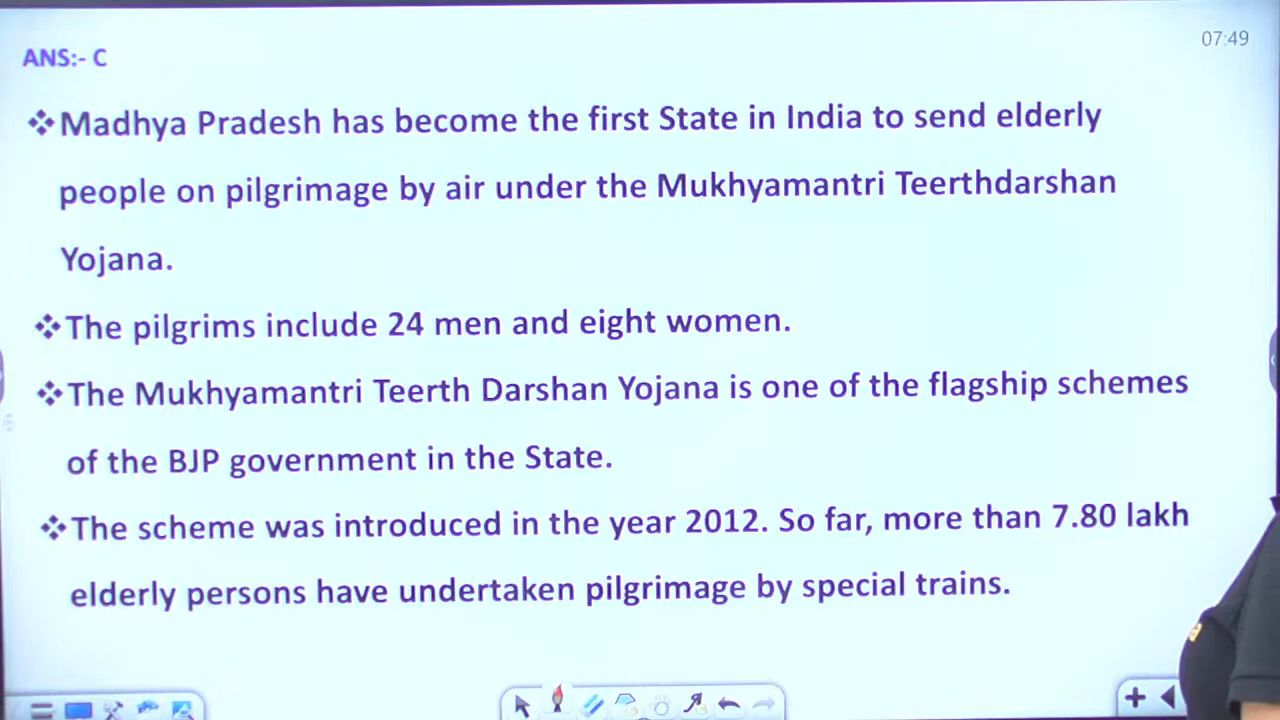 07:49
ANS:- C
❖Madhya Pradesh has become the first State in India to send elderly
people on pilgrimage by air under the Mukhyamantri Teerthdarshan
Yojana.
❖The pilgrims include 24 men and eight women.
❖The Mukhyamantri Teerth Darshan Yojana is one of the flagship schemes
of the BJP government in the State.
❖The scheme was introduced in the year 2012. So far, more than 7.80 lakh
elderly persons have undertaken pilgrimage by special trains.